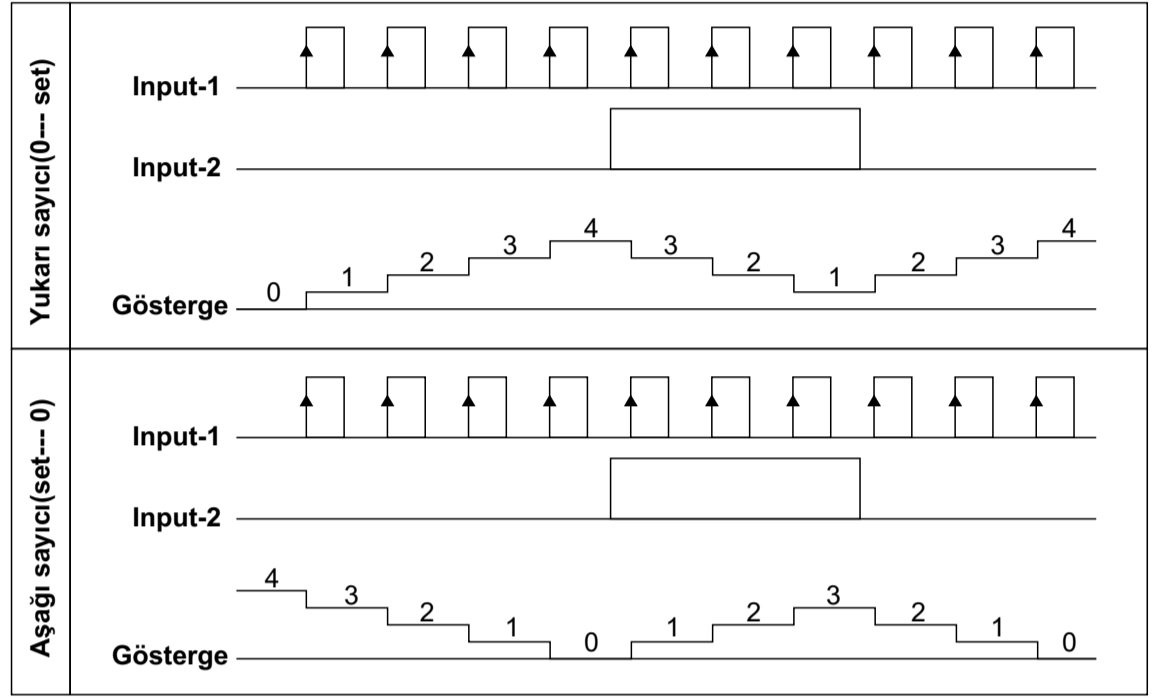 Yukarı sayıcı(0--- set)
Input-1
Input-2
4
3 3 4
2 2 2
1 1
0
Gösterge
Aşağı sayıcı(set--- 0)
Input-1
Input-2
4
3 3
2 2 2
1 1 1
0 0
Gösterge